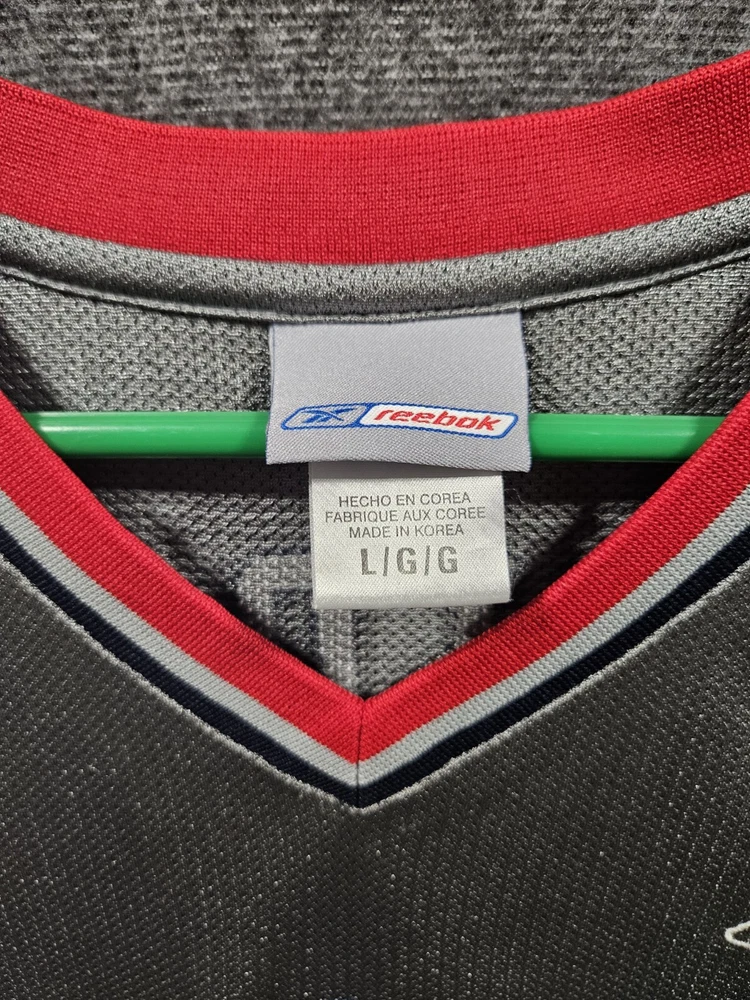 reebok
HECHO EN COREA
FABRIQUE AUX COREE
MADE IN KOREA
L/G/G